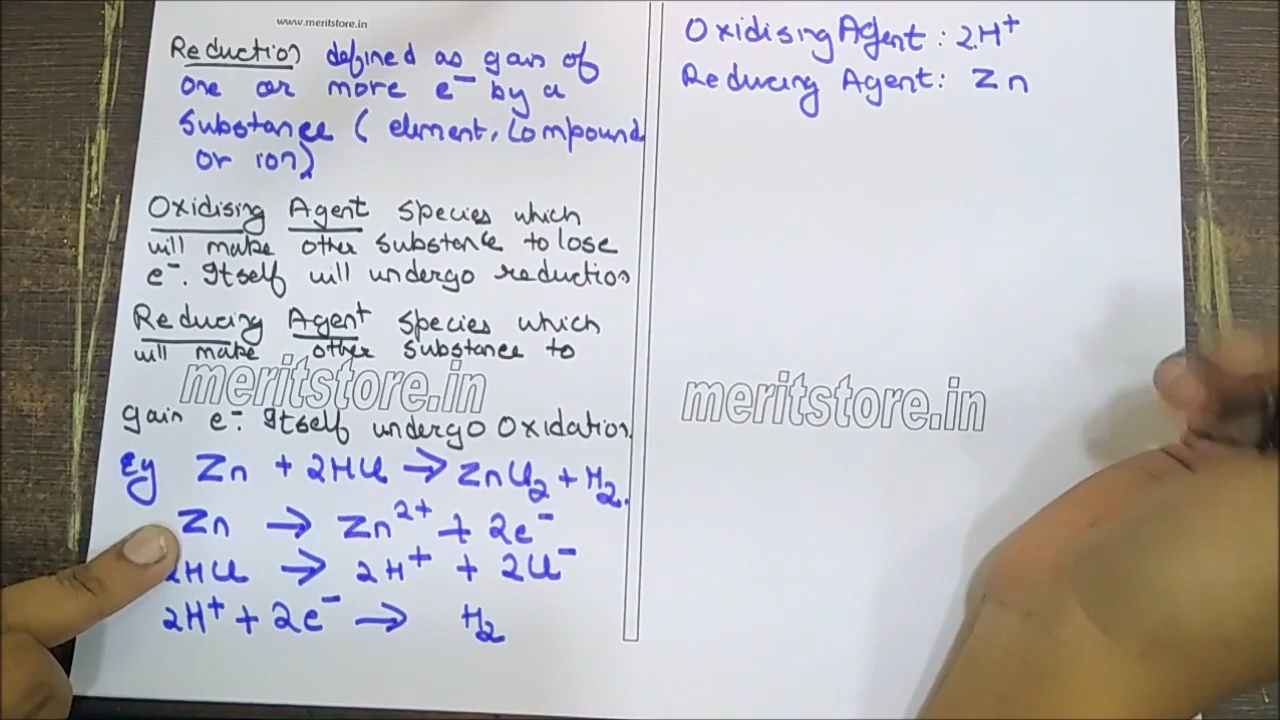 www.meritstore.in
Reduction defined as gain of
one or more e⁻ by a
substance ( element, compound
or ion)
Oxidising Agent species which
will make other substance to lose
e⁻. Itself will undergo reduction
Reducing Agent species which
will make other substance to
meritstore.in
gain e⁻. Itself undergo Oxidation.
Eg Zn + 2HCl → ZnCl₂ + H₂.
Zn → Zn²⁺ + 2e⁻
2HCl → 2H⁺ + 2Cl⁻
2H⁺ + 2e⁻ → H₂
Oxidising Agent : 2H⁺
Reducing Agent : Zn
meritstore.in